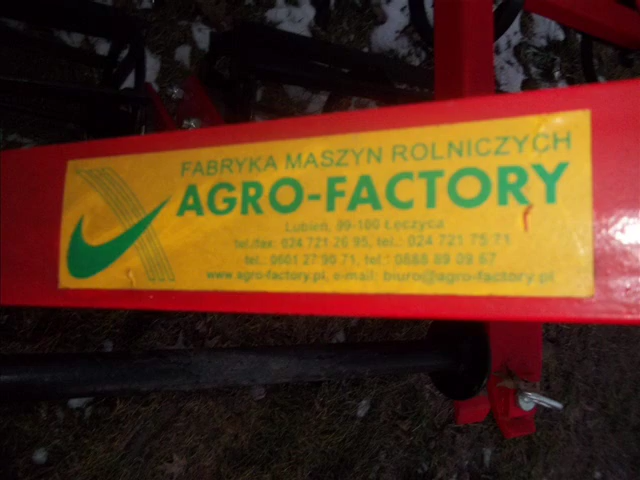 FABRYKA MASZYN ROLNICZYCH
AGRO-FACTORY
Lubień, 99-100 Łęczyca
tel./fax: 024 721 26 95, tel.: 024 721 75 71
tel.: 0601 27 90 71, tel.: 0888 89 09 67
www.agro-factory.pl, e-mail: biuro@agro-factory.pl